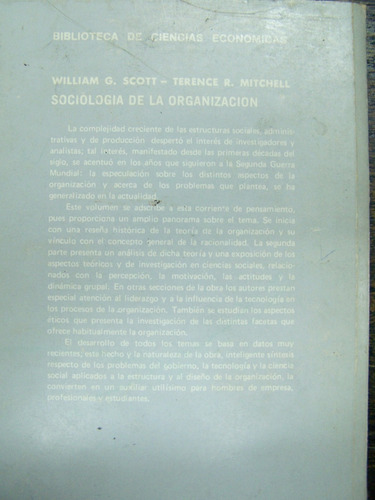 BIBLIOTECA DE CIENCIAS ECONOMICAS
WILLIAM G. SCOTT – TERENCE R. MITCHELL
SOCIOLOGIA DE LA ORGANIZACION
La complejidad creciente de las estructuras sociales, adminis-
trativas y de producción despertó el interés de investigadores y
analistas; tal interés, manifestado desde las primeras décadas del
siglo, se acentuó en los años que siguieron a la Segunda Guerra
Mundial: la especulación sobre los distintos aspectos de la
organización y acerca de los problemas que plantea, se ha
generalizado en la actualidad.
Este volumen se adscribe a esta corriente de pensamiento,
pues proporciona un amplio panorama sobre el tema. Se inicia
con una reseña histórica de la teoría de la organización y su
vínculo con el concepto general de la racionalidad. La segunda
parte presenta un análisis de dicha teoría y una exposición de los
aspectos teóricos y de investigación en ciencias sociales, relacio-
nados con la percepción, la motivación, las actitudes y la
dinámica grupal. En otras secciones de la obra los autores prestan
especial atención al liderazgo y a la influencia de la tecnología en
los procesos de la organización. También se estudian los aspectos
éticos que presenta la investigación de las distintas facetas que
ofrece habitualmente la organización.
El desarrollo de todos los temas se basa en datos muy
recientes; este hecho y la naturaleza de la obra, inteligente síntesis
respecto de los problemas del gobierno, la tecnología y la ciencia
social aplicados a la estructura y al diseño de la organización, la
convierten en un auxiliar utilísimo para hombres de empresa,
profesionales y estudiantes.